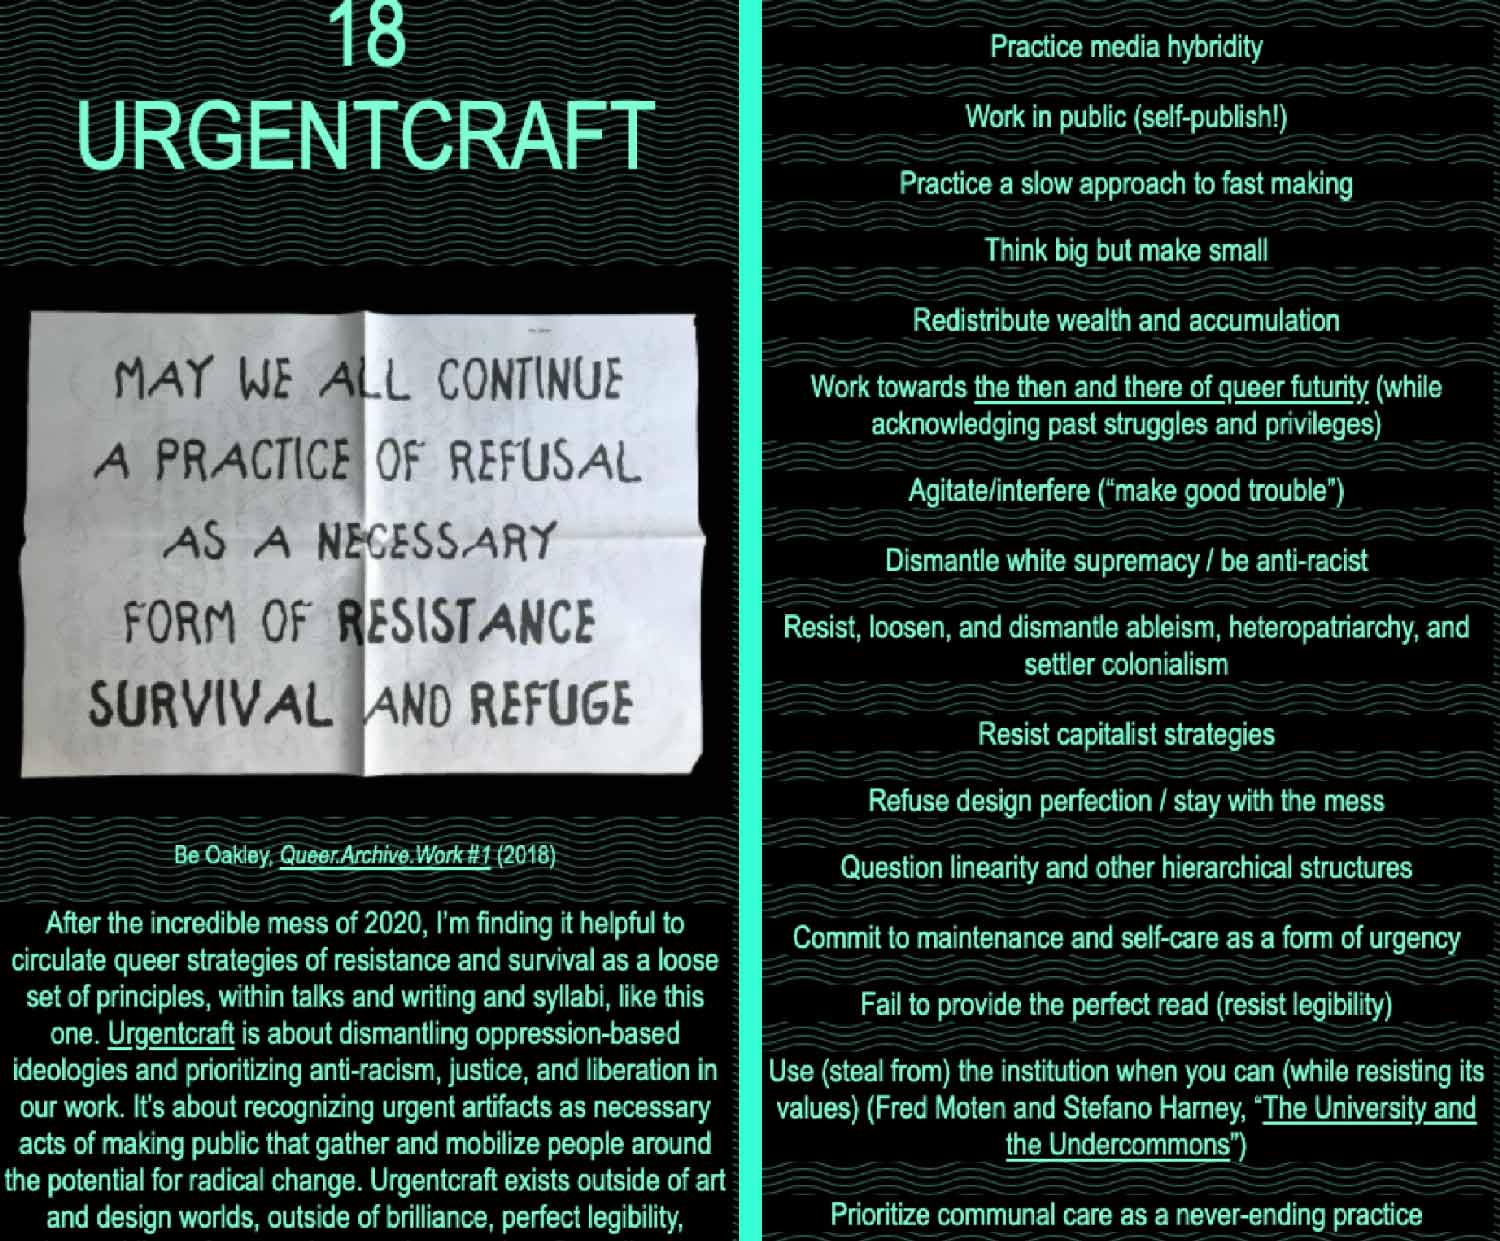 18
URGENTCRAFT
MAY WE ALL CONTINUE
A PRACTICE OF REFUSAL
AS A NECESSARY
FORM OF RESISTANCE
SURVIVAL AND REFUGE
Be Oakley, Queer.Archive.Work #1 (2018)
After the incredible mess of 2020, I'm finding it helpful to
circulate queer strategies of resistance and survival as a loose
set of principles, within talks and writing and syllabi, like this
one. Urgentcraft is about dismantling oppression-based
ideologies and prioritizing anti-racism, justice, and liberation in
our work. It's about recognizing urgent artifacts as necessary
acts of making public that gather and mobilize people around
the potential for radical change. Urgentcraft exists outside of art
and design worlds, outside of brilliance, perfect legibility,
Practice media hybridity
Work in public (self-publish!)
Practice a slow approach to fast making
Think big but make small
Redistribute wealth and accumulation
Work towards the then and there of queer futurity (while
acknowledging past struggles and privileges)
Agitate/interfere (“make good trouble”)
Dismantle white supremacy / be anti-racist
Resist, loosen, and dismantle ableism, heteropatriarchy, and
settler colonialism
Resist capitalist strategies
Refuse design perfection / stay with the mess
Question linearity and other hierarchical structures
Commit to maintenance and self-care as a form of urgency
Fail to provide the perfect read (resist legibility)
Use (steal from) the institution when you can (while resisting its
values) (Fred Moten and Stefano Harney, “The University and
the Undercommons”)
Prioritize communal care as a never-ending practice